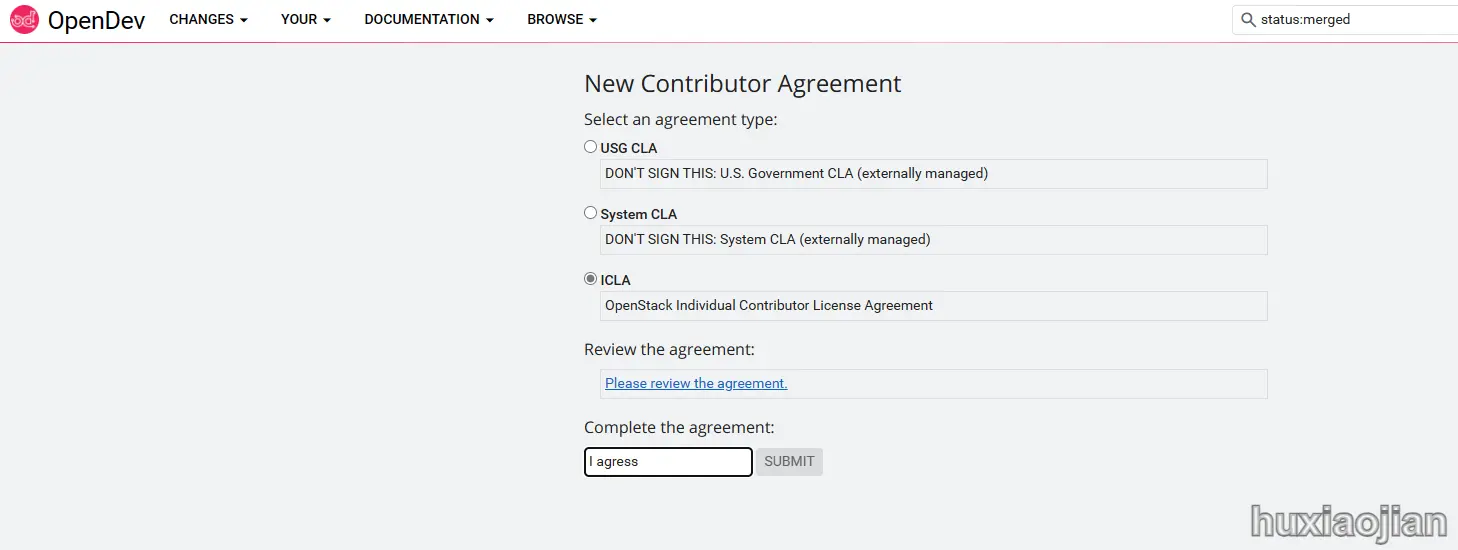 OpenDev CHANGES YOUR DOCUMENTATION BROWSE status:merged
New Contributor Agreement
Select an agreement type:
USG CLA
DON'T SIGN THIS: U.S. Government CLA (externally managed)
System CLA
DON'T SIGN THIS: System CLA (externally managed)
ICLA
OpenStack Individual Contributor License Agreement
Review the agreement:
Please review the agreement.
Complete the agreement:
I agress SUBMIT
huxiaojian